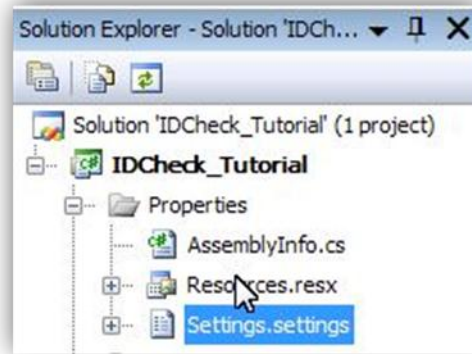 Solution Explorer - Solution 'IDCh...
Solution 'IDCheck_Tutorial' (1 project)
IDCheck_Tutorial
Properties
AssemblyInfo.cs
Resources.resx
Settings.settings